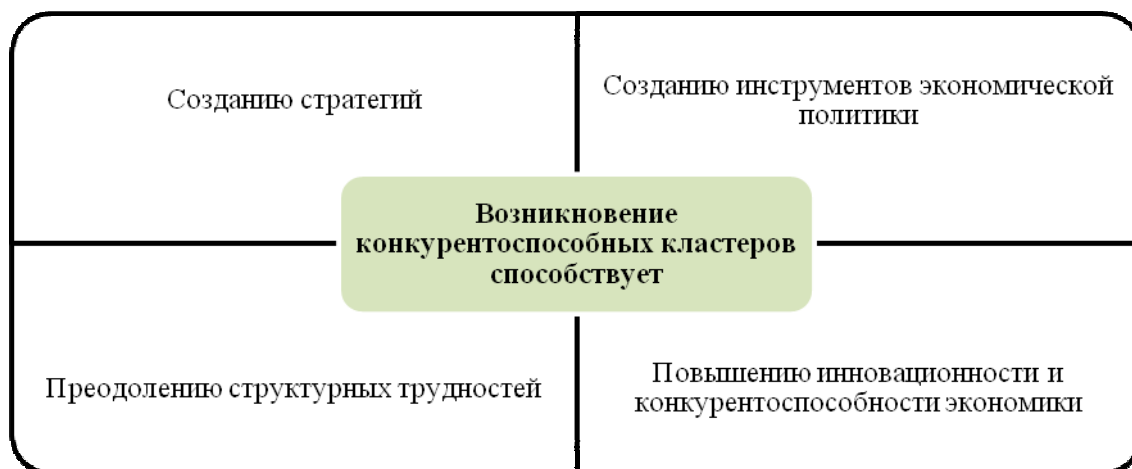 Созданию стратегий
Созданию инструментов экономической
политики
Возникновение
конкурентоспособных кластеров
способствует
Преодолению структурных трудностей
Повышению инновационности и
конкурентоспособности экономики